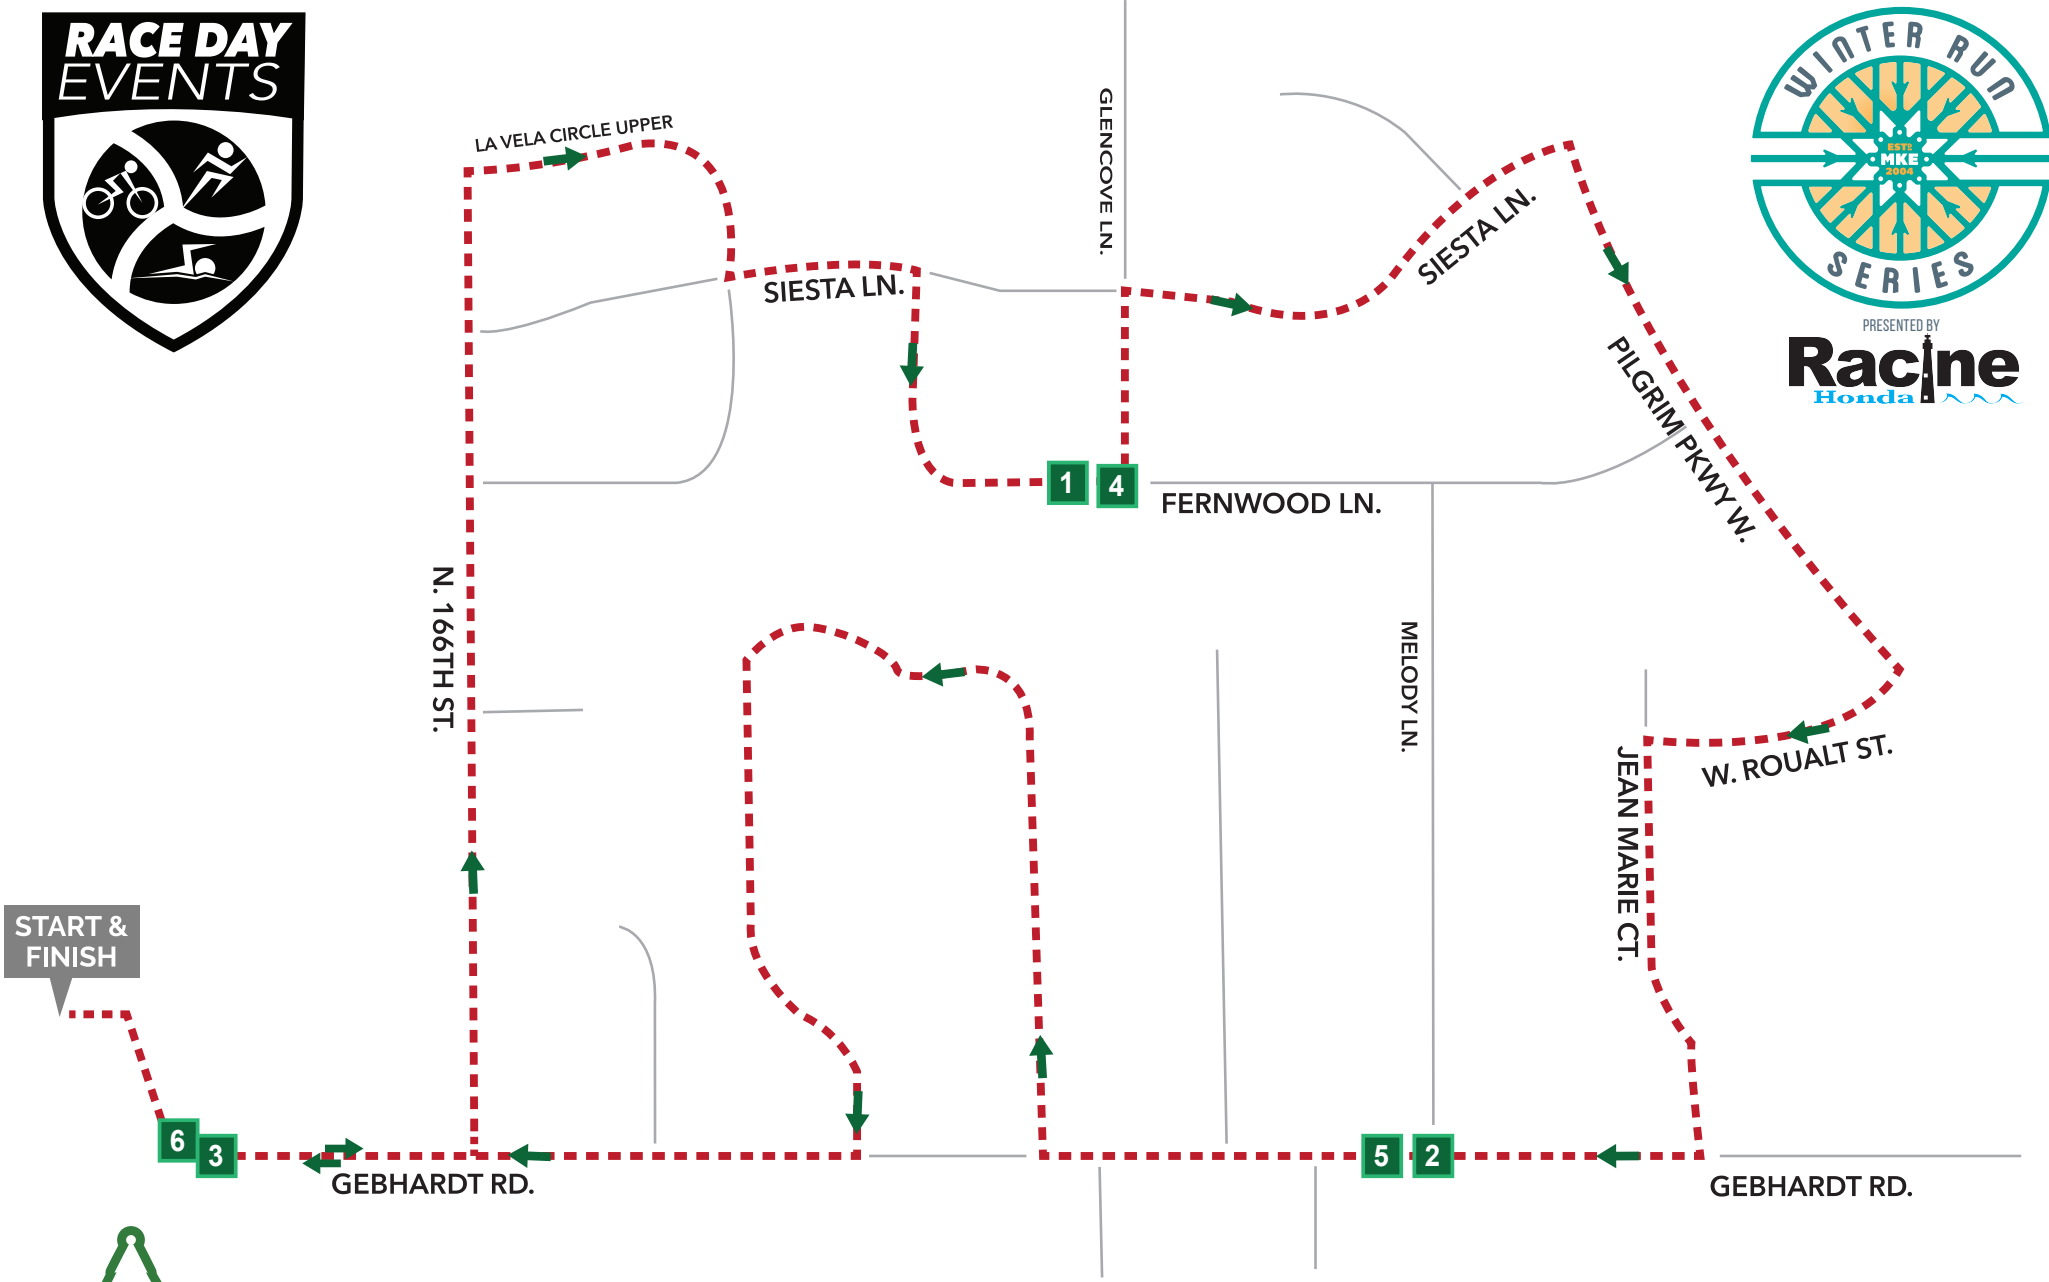 RACE DAY
EVENTS
WINTER RUN
ESTD
MKE
2004
SERIES
PRESENTED BY
Racine
Honda
LA VELA CIRCLE UPPER
GLENCOVE LN.
SIESTA LN.
SIESTA LN.
PILGRIM PKWY W.
1
4
FERNWOOD LN.
N. 166TH ST.
MELODY LN.
W. ROUALT ST.
JEAN MARIE CT.
START &
FINISH
6
3
5
2
GEBHARDT RD.
GEBHARDT RD.